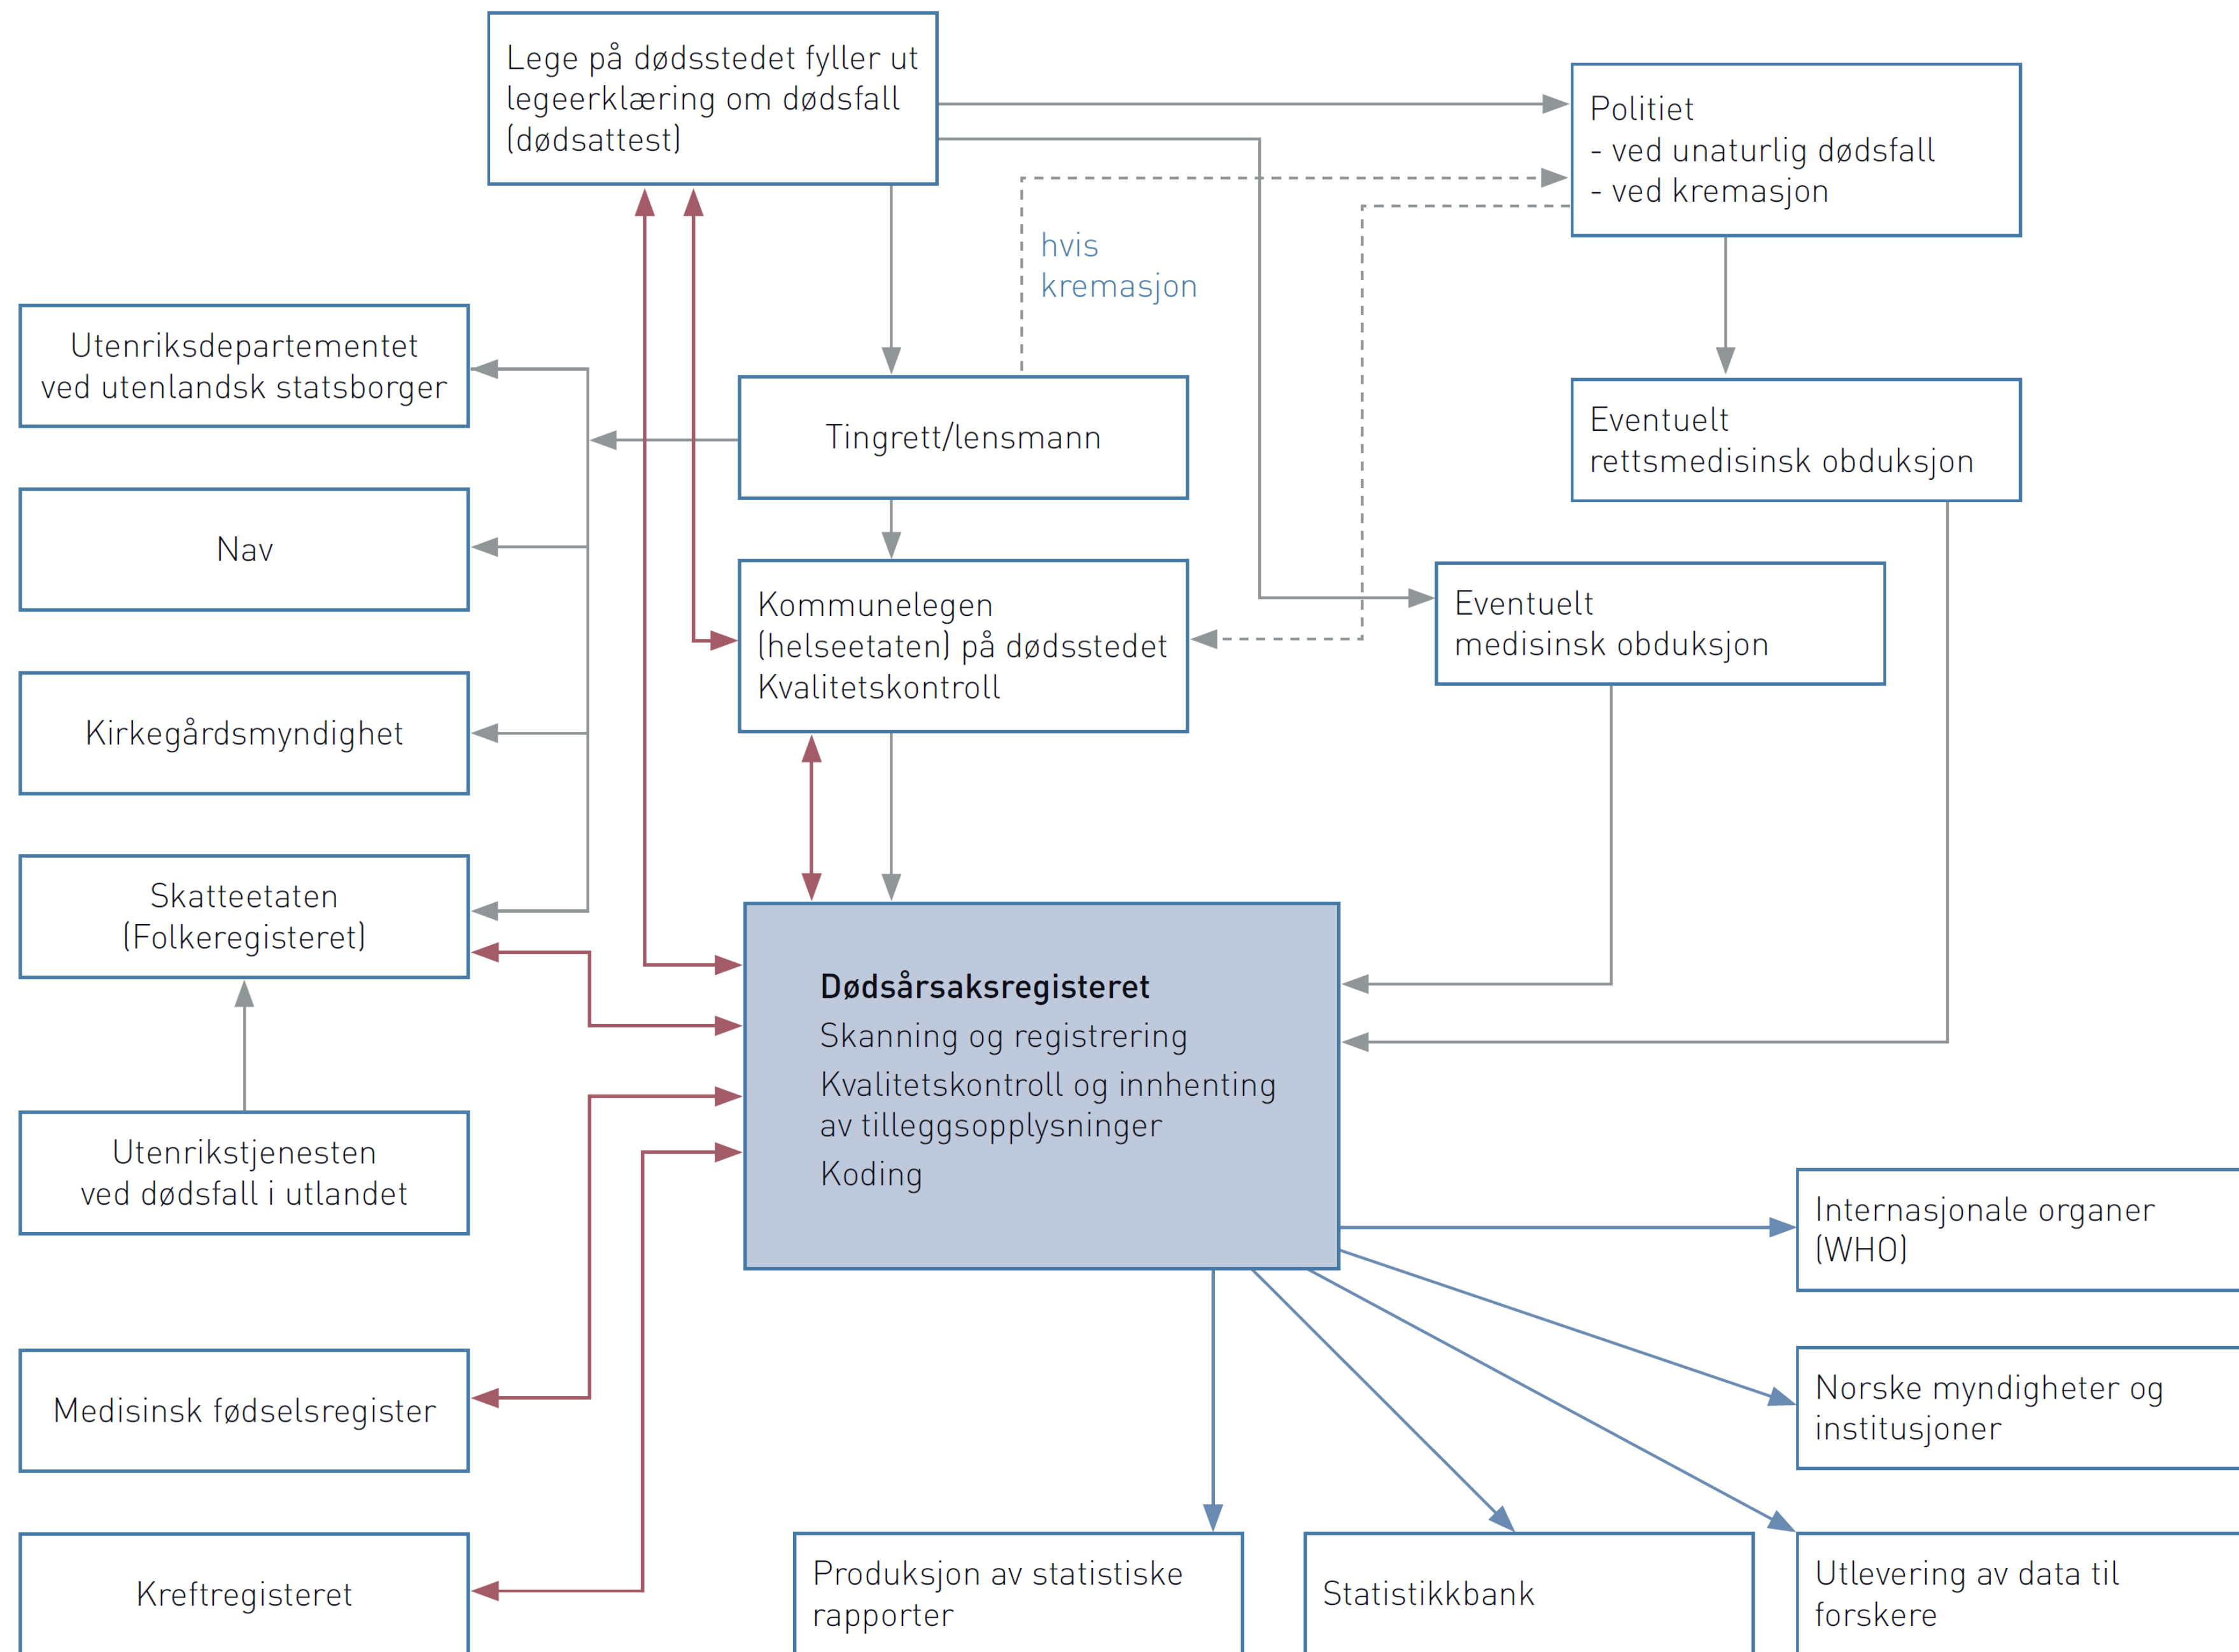 Lege på dødsstedet fyller ut
legeerklæring om dødsfall
(dødsattest)
Politiet
- ved unaturlig dødsfall
- ved kremasjon
hvis
kremasjon
Utenriksdepartementet
ved utenlandsk statsborger
Tingrett/lensmann
Eventuelt
rettsmedisinsk obduksjon
Nav
Kommunelegen
(helseetaten) på dødsstedet
Kvalitetskontroll
Eventuelt
medisinsk obduksjon
Kirkegårdsmyndighet
Skatteetaten
(Folkeregisteret)
Dødsårsaksregisteret
Skanning og registrering
Kvalitetskontroll og innhenting
av tilleggsopplysninger
Koding
Utenrikstjenesten
ved dødsfall i utlandet
Internasjonale organer
(WHO)
Medisinsk fødselsregister
Norske myndigheter og
institusjoner
Kreftregisteret
Produksjon av statistiske
rapporter
Statistikkbank
Utlevering av data til
forskere